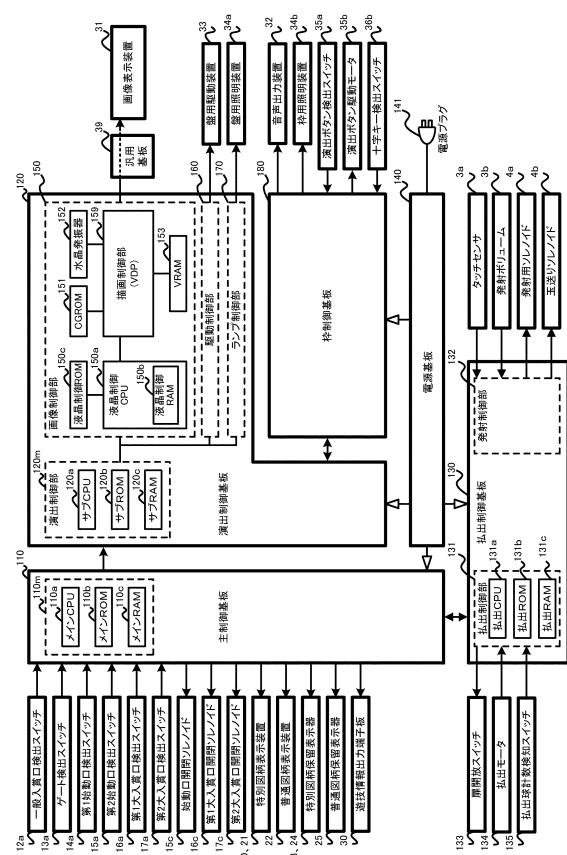 12a 一般入賞口検出スイッチ
13a ゲート検出スイッチ
14a 第1始動口検出スイッチ
15a 第2始動口検出スイッチ
16a 第1大入賞口検出スイッチ
17a 第2大入賞口検出スイッチ
15c 始動口開閉ソレノイド
16c 第1大入賞口開閉ソレノイド
17c 第2大入賞口開閉ソレノイド
0, 21 特別図柄表示装置
22 普通図柄表示装置
3, 24 特別図柄保留表示器
25 普通図柄保留表示器
30 遊技情報出力端子板
110
110m
110a メインCPU
110b メインROM
110c メインRAM
主制御基板
120
120m
演出制御部
120a サブCPU
120b サブROM
120c サブRAM
演出制御基板
150
画像制御部
150c 液晶制御ROM
150a 液晶制御CPU
150b 液晶制御RAM
151 CGROM
152 水晶発振器
159 描画制御部(VDP)
153 VRAM
160 駆動制御部
170 ランプ制御部
39 汎用基板
31 画像表示装置
33 盤用駆動装置
34a 盤用照明装置
180 枠制御基板
32 音声出力装置
34b 枠用照明装置
35a 演出ボタン検出スイッチ
35b 演出ボタン駆動モータ
36b 十字キー検出スイッチ
140 電源基板
141 電源プラグ
130 払出制御基板
131 払出制御部
131a 払出CPU
131b 払出ROM
131c 払出RAM
132 発射制御部
3a タッチセンサ
3b 発射ボリューム
4a 発射用ソレノイド
4b 玉送りソレノイド
133 扉開放スイッチ
134 払出モータ
135 払出球計数検知スイッチ